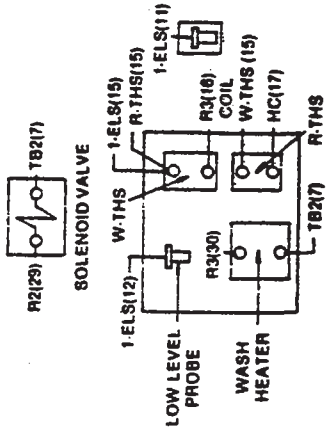 R2(29)
TB2(7)
SOLENOID VALVE
1-ELS(11)
1-ELS(12)
LOW LEVEL
PROBE
1-ELS(15)
R-THS(15)
W-THS
R3(16)
COIL
W-THS (15)
HC(17)
R-THS
R3(30)
WASH
HEATER
TB2(7)